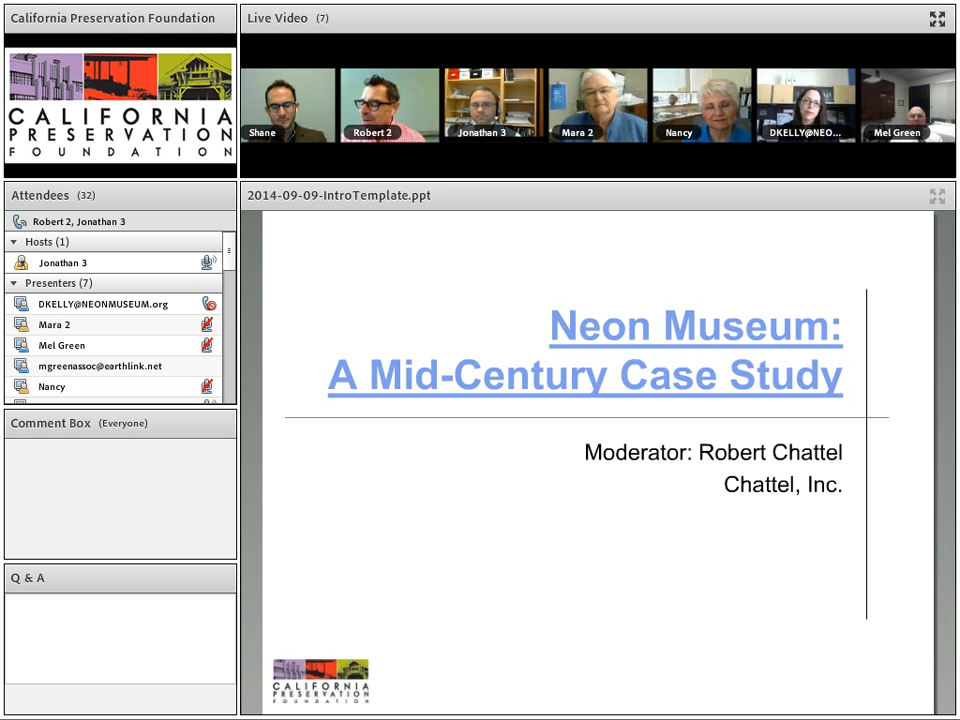 California Preservation Foundation
CALIFORNIA
PRESERVATION
FOUNDATION
Live Video (7)
Shane
Robert 2
Jonathan 3
Mara 2
Nancy
DKELLY@NEO...
Mel Green
Attendees (32)
Robert 2, Jonathan 3
Hosts (1)
Jonathan 3
Presenters (7)
DKELLY@NEONMUSEUM.org
Mara 2
Mel Green
mgreenassoc@earthlink.net
Nancy
Comment Box (Everyone)
Q & A
2014-09-09-IntroTemplate.ppt
Neon Museum:
A Mid-Century Case Study
Moderator: Robert Chattel
Chattel, Inc.
CALIFORNIA
PRESERVATION
FOUNDATION